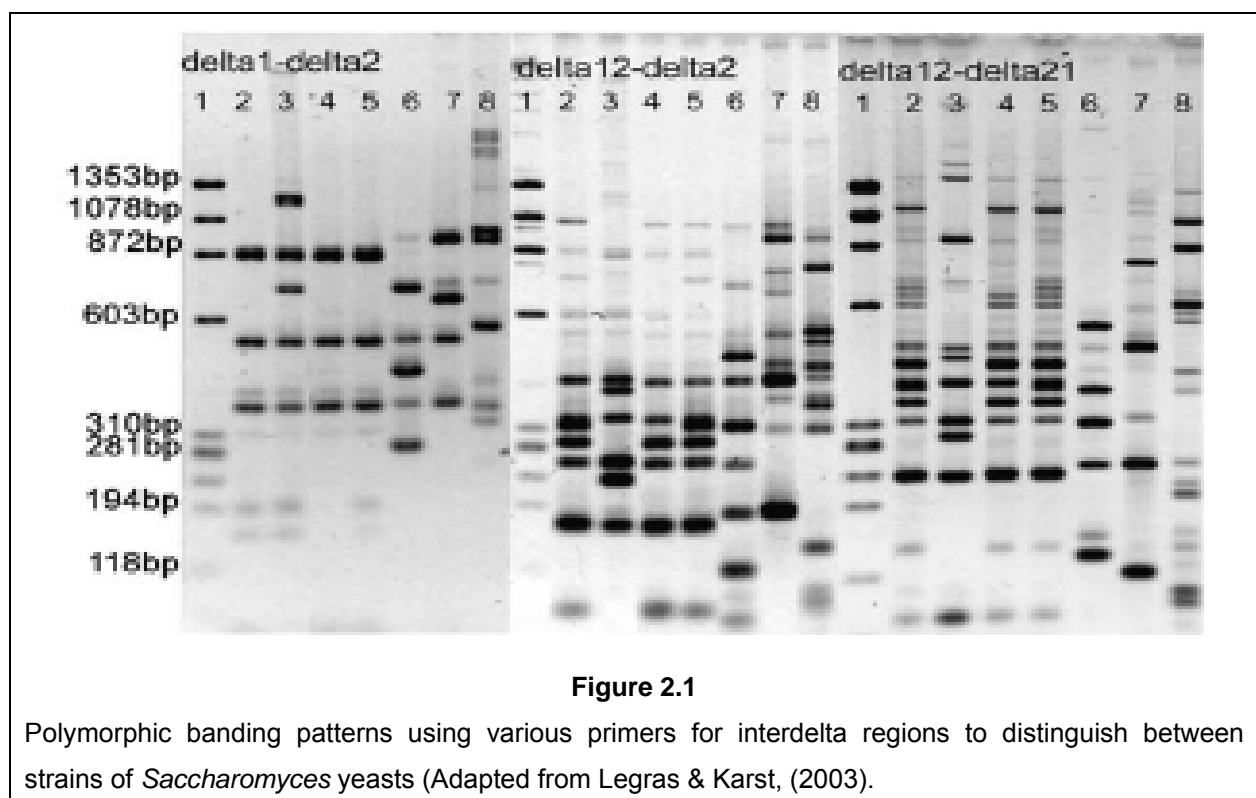 delta1-delta2
delta12-delta2
delta12-delta21
1 2 3 4 5 6 7 8
1 2 3 4 5 6 7 8
1 2 3 4 5 6 7 8
1353bp
1078bp
872bp
603bp
310bp
281bp
194bp
118bp
Figure 2.1
Polymorphic banding patterns using various primers for interdelta regions to distinguish between
strains of Saccharomyces yeasts (Adapted from Legras & Karst, (2003).